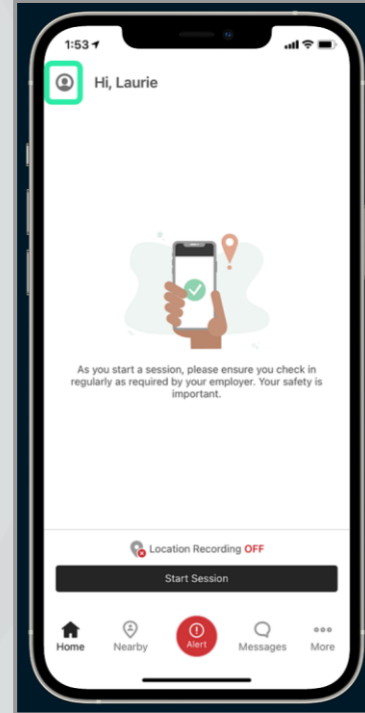 1:53
Hi, Laurie
As you start a session, please ensure you check in
regularly as required by your employer. Your safety is
important.
Location Recording OFF
Start Session
Home Nearby Alert Messages More